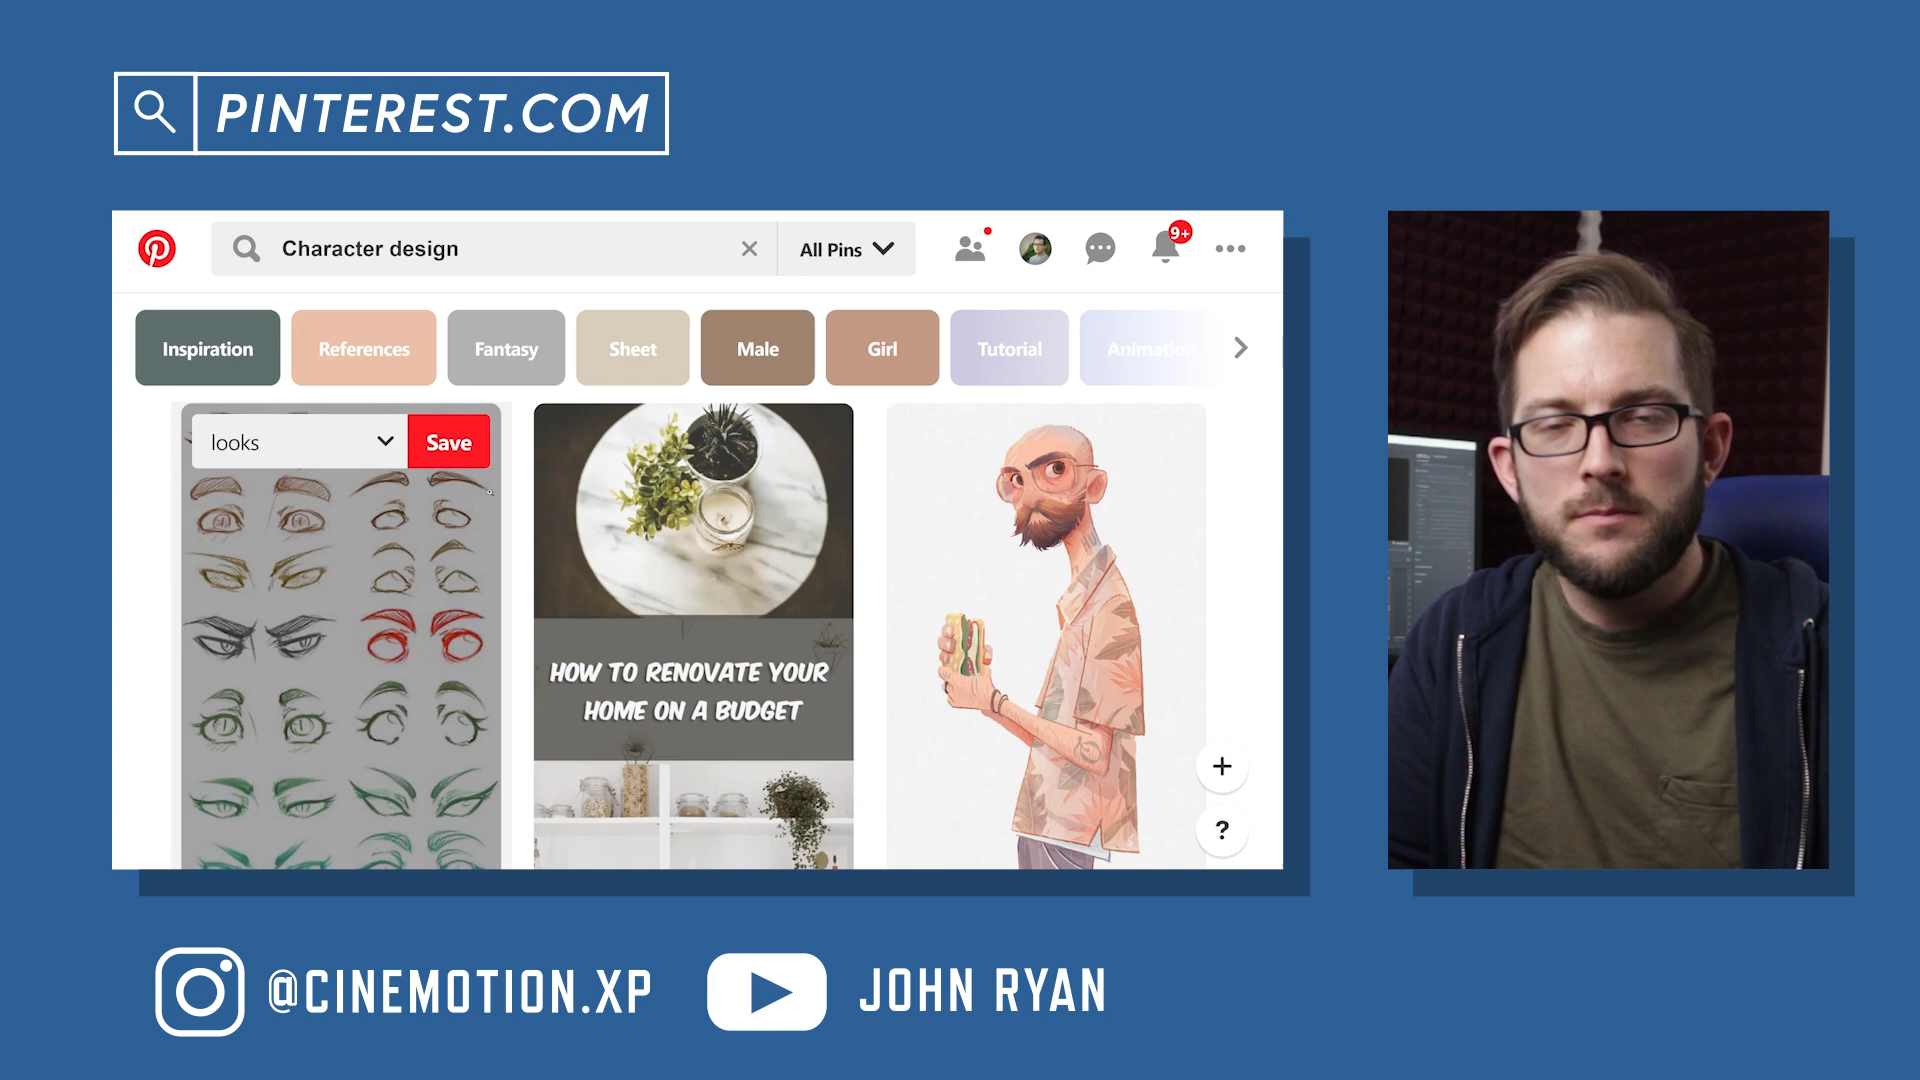 PINTEREST.COM
Character design
All Pins
9+
Inspiration
References
Fantasy
Sheet
Male
Girl
Tutorial
Animation
looks
Save
HOW TO RENOVATE YOUR
HOME ON A BUDGET
+
?
@CINEMOTION.XP
JOHN RYAN